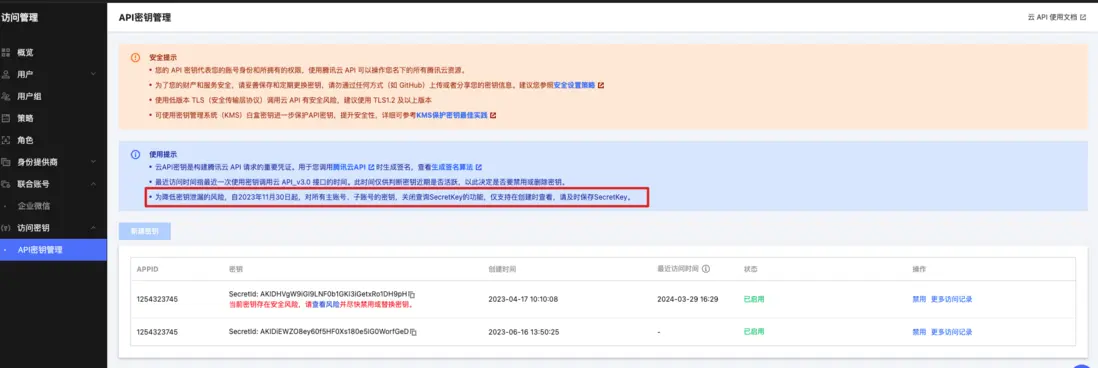 访问管理
API密钥管理
云 API 使用文档
概览
用户
用户组
策略
角色
身份提供商
联合账号
企业微信
访问密钥
API密钥管理
安全提示
• 您的 API 密钥代表您的账号身份和所拥有的权限，使用腾讯云 API 可以操作您名下的所有腾讯云资源。
• 为了您的财产和服务安全，请妥善保存和定期更换密钥，请勿通过任何方式（如 GitHub）上传或者分享您的密钥信息。建议您参照安全设置策略
• 使用低版本 TLS（安全传输层协议）调用云 API 有安全风险，建议使用 TLS1.2 及以上版本
• 可使用密钥管理系统（KMS）白盒密钥进一步保护API密钥，提升安全性，详细可参考KMS保护密钥最佳实践
使用提示
• 云API密钥是构建腾讯云 API 请求的重要凭证。用于您调用腾讯云API 时生成签名，查看生成签名算法
• 最近访问时间指最近一次使用密钥调用云 API_v3.0 接口的时间。此时间仅供判断密钥近期是否活跃，以此决定是否要禁用或删除密钥。
• 为降低密钥泄漏的风险，自2023年11月30日起，对所有主账号、子账号的密钥，关闭查询SecretKey的功能，仅支持在创建时查看，请及时保存SecretKey。
新建密钥
APPID 密钥 创建时间 最近访问时间 状态 操作
1254323745 SecretId: AKIDHVgW9iGI9LNF0b1GKI3iGetxRo1DH9pH 2023-04-17 10:10:08 2024-03-29 16:29 已启用 禁用 更多访问记录
当前密钥存在安全风险，请查看风险并尽快禁用或替换密钥。
1254323745 SecretId: AKIDiEWZO8ey60f5HF0Xs180e5IG0WorfGeD 2023-06-16 13:50:25 - 已启用 禁用 更多访问记录